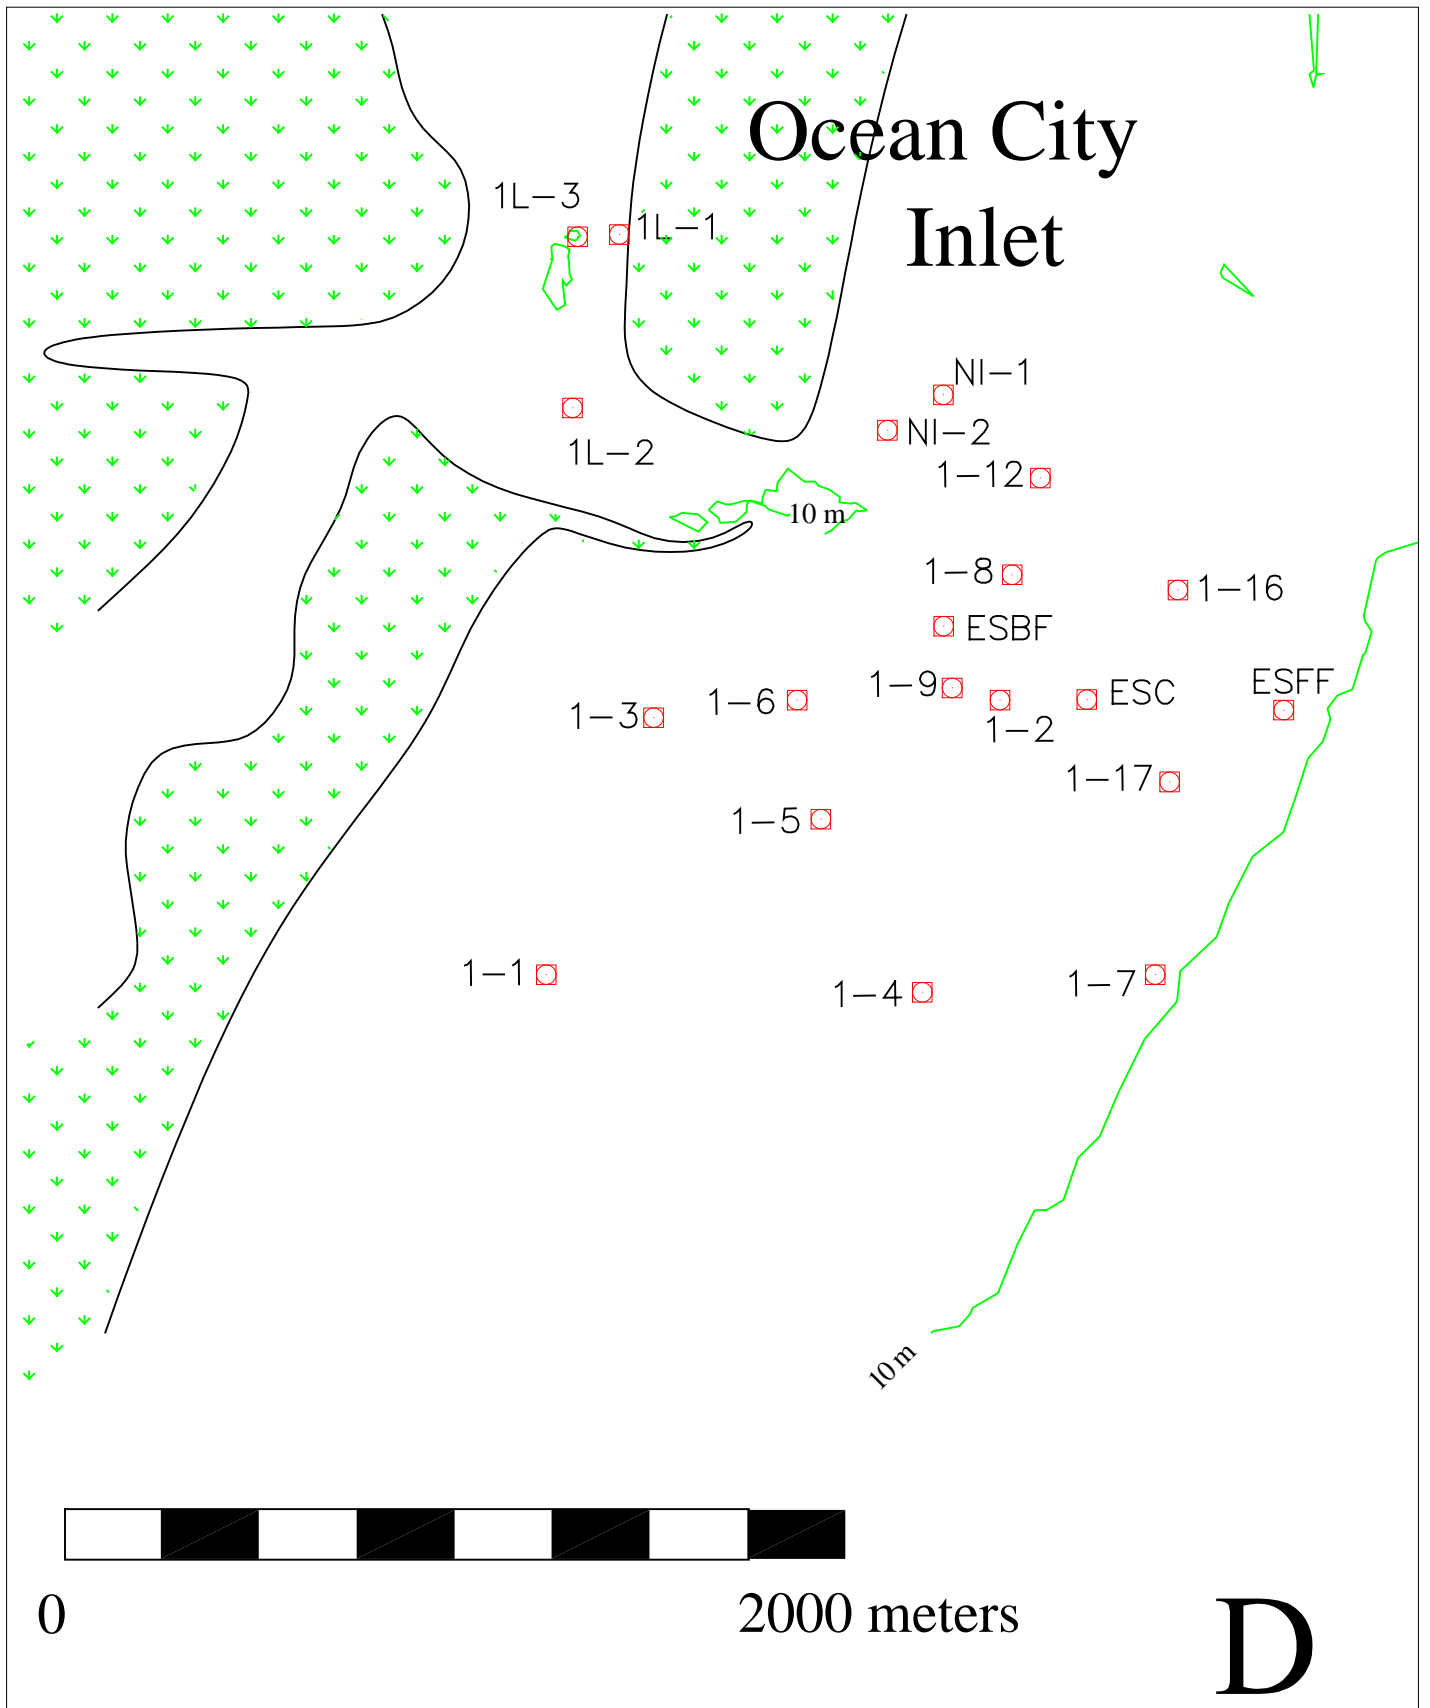 Ocean City
Inlet
1L-3
1L-1
NI-1
NI-2
1L-2
1-12
10 m
1-8
1-16
ESBF
1-9
ESC
ESFF
1-6
1-3
1-2
1-17
1-5
1-1
1-4
1-7
10 m
0
2000 meters
D